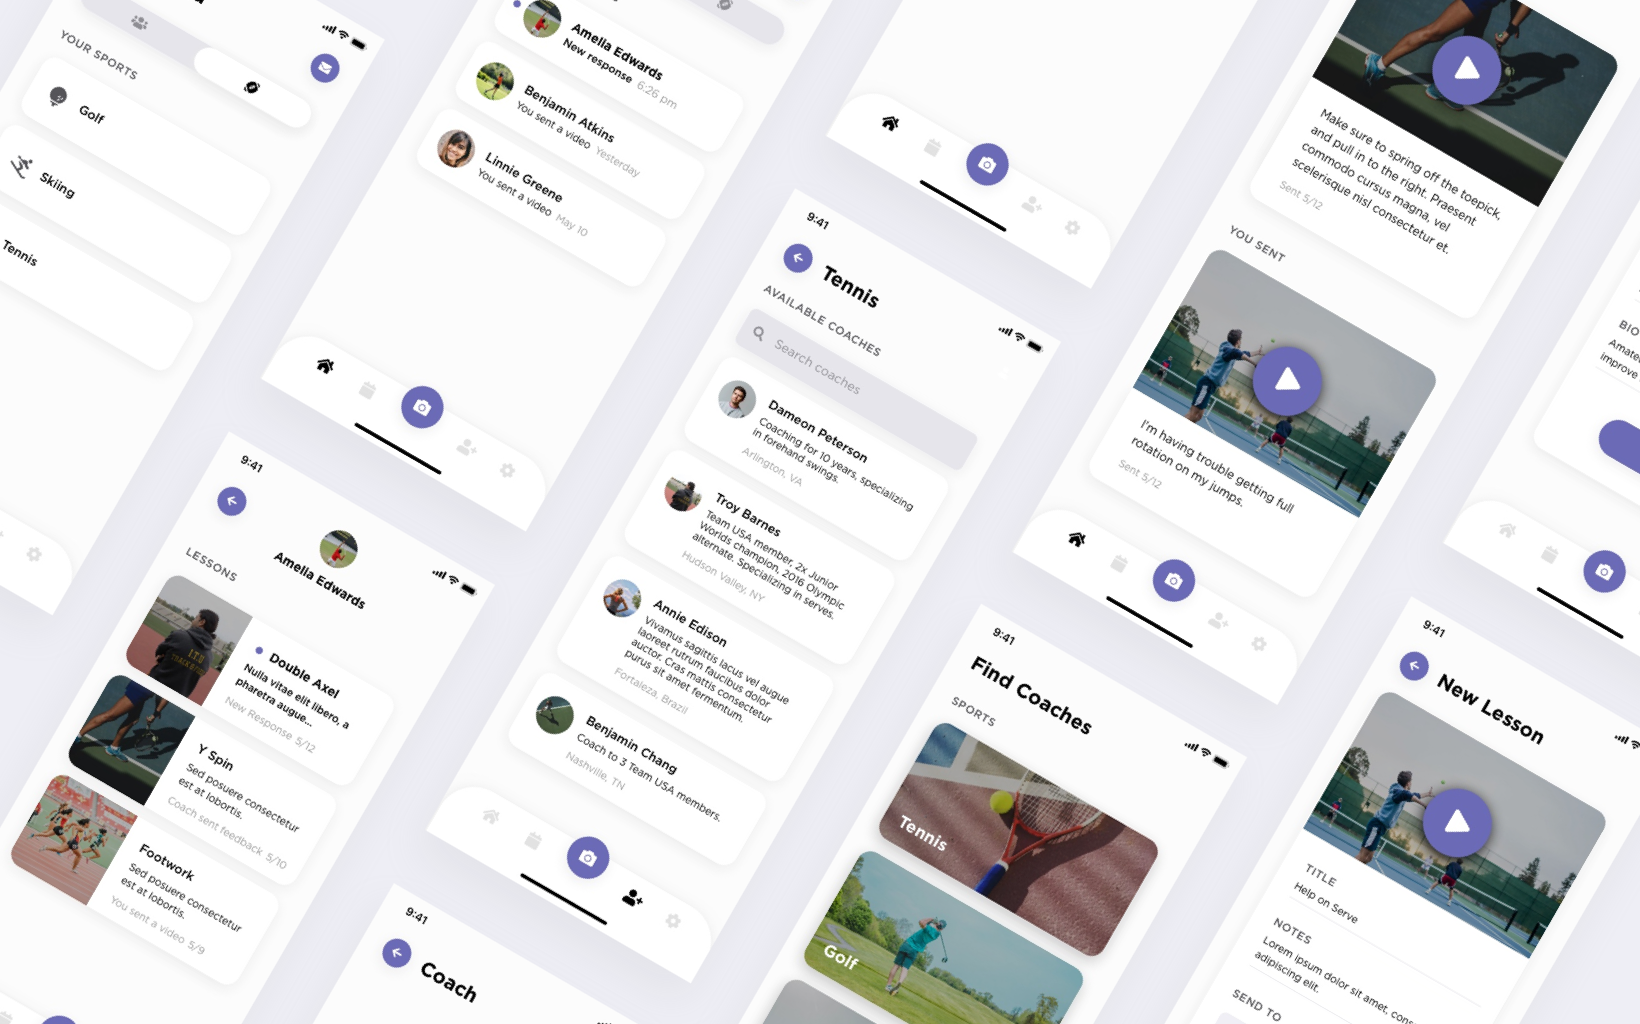 YOUR SPORTS
Golf
Skiing
Tennis
Amelia Edwards
New response 6:26 pm
Benjamin Atkins
You sent a video Yesterday
Linnie Greene
You sent a video May 10
9:41
Amelia Edwards
LESSONS
Double Axel
Nulla vitae elit libero, a
pharetra augue...
New Response 5/12
Y Spin
Sed posuere consectetur
est at lobortis.
Coach sent feedback 5/10
Footwork
Sed posuere consectetur
est at lobortis.
You sent a video 5/9
9:41
Tennis
AVAILABLE COACHES
Search coaches
Dameon Peterson
Coaching for 10 years, specializing
in forehand swings.
Arlington, VA
Troy Barnes
Team USA member, 2x Junior
Worlds champion, 2016 Olympic
alternate. Specializing in serves.
Hudson Valley, NY
Annie Edison
Vivamus sagittis lacus vel augue
laoreet rutrum faucibus dolor
auctor. Cras mattis consectetur
purus sit amet fermentum.
Fortaleza, Brazil
Benjamin Chang
Coach to 3 Team USA members.
Nashville, TN
9:41
Coach
Make sure to spring off the toepick,
and pull in to the right. Praesent
commodo cursus magna, vel
scelerisque nisl consectetur et.
Sent 5/12
YOU SENT
I'm having trouble getting full
rotation on my jumps.
Sent 5/12
9:41
Find Coaches
SPORTS
Tennis
Golf
BIO
Amate
improve
9:41
New Lesson
TITLE
Help on Serve
NOTES
Lorem ipsum dolor sit amet, cons
adipiscing elit.
SEND TO